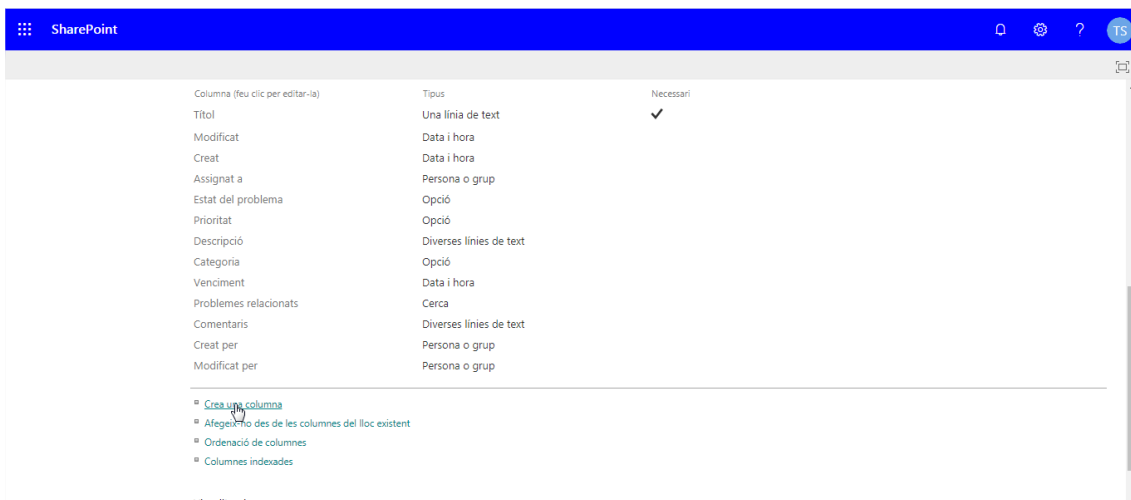 SharePoint ? TS
Columna (feu clic per editar-la) Tipus Necessari
Títol Una línia de text
Modificat Data i hora
Creat Data i hora
Assignat a Persona o grup
Estat del problema Opció
Prioritat Opció
Descripció Diverses línies de text
Categoria Opció
Venciment Data i hora
Problemes relacionats Cerca
Comentaris Diverses línies de text
Creat per Persona o grup
Modificat per Persona o grup
Crea una columna
Afegeix-ho des de les columnes del lloc existent
Ordenació de columnes
Columnes indexades